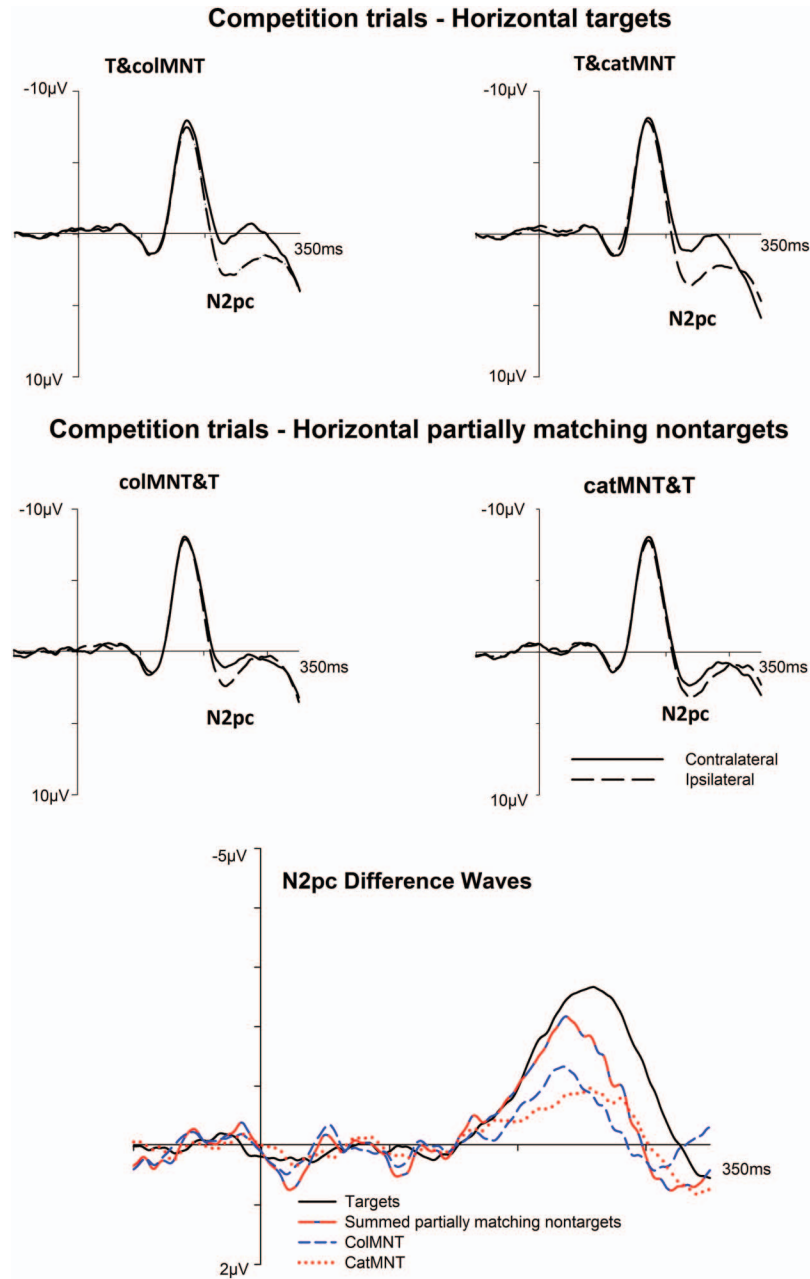 Competition trials - Horizontal targets
T&colMNT
T&catMNT
-10µV
-10µV
350ms
350ms
N2pc
N2pc
10µV
10µV
Competition trials - Horizontal partially matching nontargets
colMNT&T
catMNT&T
-10µV
-10µV
350ms
350ms
N2pc
N2pc
Contralateral
Ipsilateral
10µV
10µV
-5µV
N2pc Difference Waves
350ms
Targets
Summed partially matching nontargets
ColMNT
CatMNT
2µV